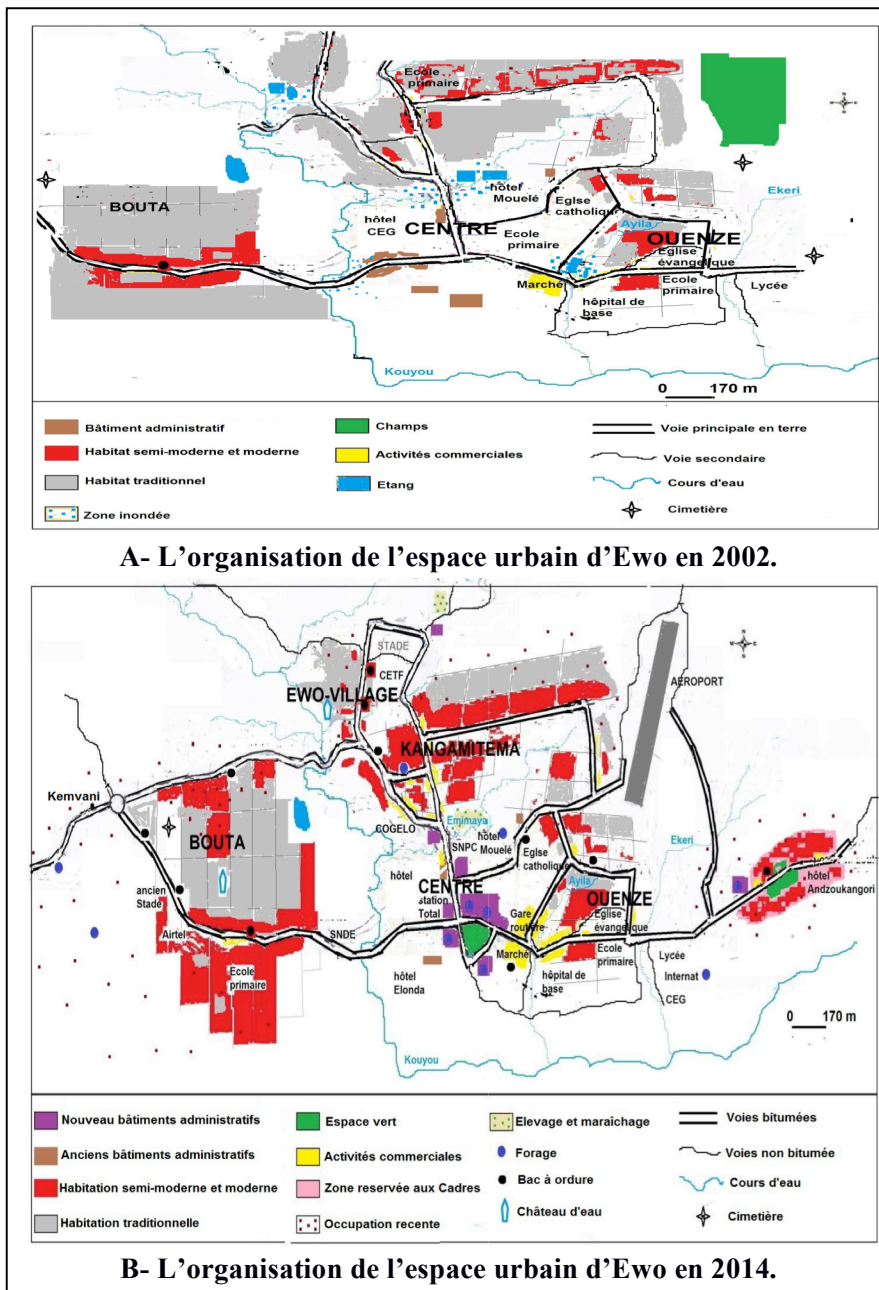 Ecole
primaire
BOUTA
hôtel
CEG
CENTRE
hôtel
Mouelé
Eglse
catholique
Ecole
primaire
Ayila
OUENZE
Eglise
évangélique
Ekeri
Marché
hôpital de
base
Ecole
primaire
Lycée
Kouyou
0 170 m
Bâtiment administratif
Habitat semi-moderne et moderne
Habitat traditionnel
Zone inondée
Champs
Activités commerciales
Etang
Voie principale en terre
Voie secondaire
Cours d'eau
Cimetière
A- L'organisation de l'espace urbain d'Ewo en 2002.
STADE
CETF
EWO-VILLAGE
N
W E
S
AEROPORT
KANGAMITEMA
Kemvani
BOUTA
COGELO
Emimaya
SNPC
hôtel
Mouelé
Eglse
catholique
Ekeri
hôtel
Andzoukangori
ancien
Stade
hôtel
CENTRE
station
Total
Ayila
OUENZE
Gare
routière
Eglise
évangelique
Airtel
SNDE
Marché
Ecole
primaire
Ecole
primaire
Lycée
Internat
CEG
hôpital de
base
hôtel
Elonda
Kouyou
0 170 m
Nouveau bâtiments administratifs
Anciens bâtiments administratifs
Habitation semi-moderne et moderne
Habitation traditionnelle
Espace vert
Activités commerciales
Zone reservée aux Cadres
Occupation recente
Elevage et maraîchage
Forage
Bac à ordure
Château d'eau
Voies bitumées
Voies non bitumée
Cours d'eau
Cimetière
B- L'organisation de l'espace urbain d'Ewo en 2014.